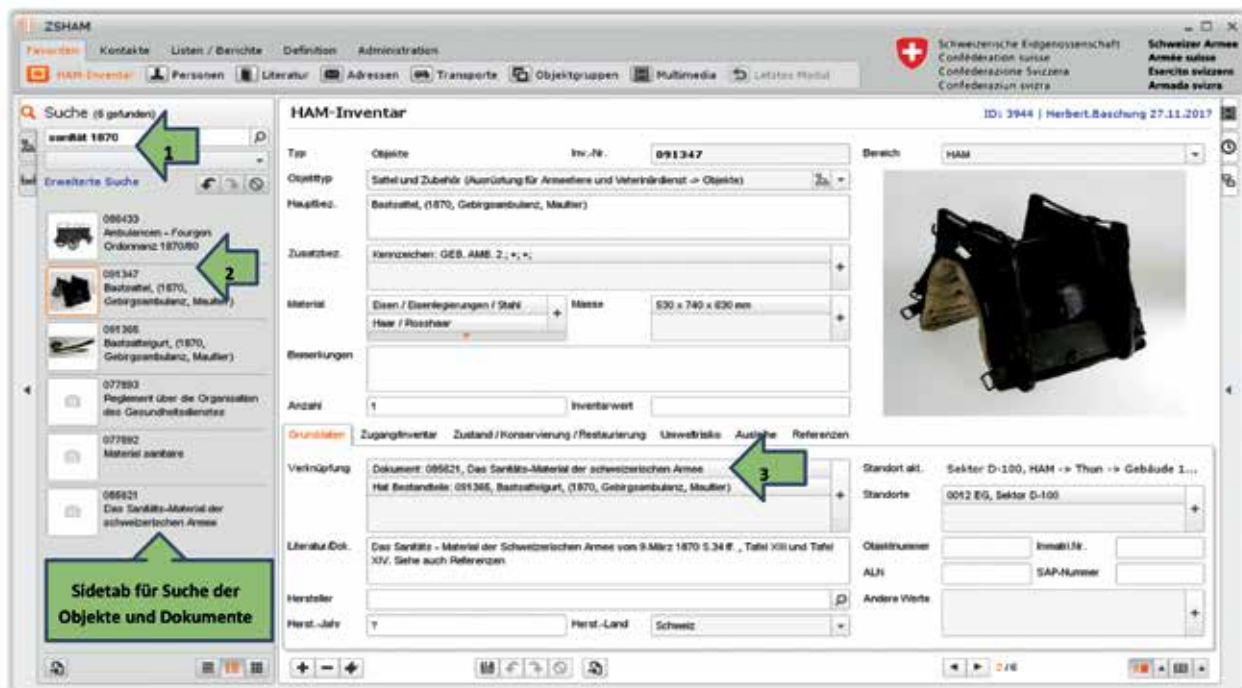 ZSHAM
Favoriten Kontakte Listen / Berichte Definition Administration
HAM-Inventar Personen Literatur Adressen Transporte Objektgruppen Multimedia Letztes Modul
Schweizerische Eidgenossenschaft
Confédération suisse
Confederazione Svizzera
Confederaziun svizra
Schweizer Armee
Armée suisse
Esercito svizzero
Armada svizra
Suche (6 gefunden)
sanität 1870
1
Erweiterte Suche
086433
Ambulancen - Fourgon
Ordonnanz 1870/80
2
091347
Bastsattel, (1870,
Gebirgsambulanz, Maultier)
091366
Bastsattelgurt, (1870,
Gebirgsambulanz, Maultier)
077893
Reglement über die Organisation
des Gesundheitsdienstes
077892
Materiel sanitaire
085821
Das Sanitäts-Material der
schweizerischen Armee
Sidetab für Suche der
Objekte und Dokumente
HAM-Inventar
ID: 3944 | Herbert.Baschung 27.11.2017
Typ Objekte Inv.-Nr. 091347 Bereich HAM
Objekttyp Sattel und Zubehör (Ausrüstung für Armeetiere und Veterinärdienst -> Objekte)
Hauptbez. Bastsattel, (1870, Gebirgsambulanz, Maultier)
Zusatzbez. Kennzeichen: GEB. AMB. 2.; +; +;
Material Eisen / Eisenlegierungen / Stahl Masse 530 x 740 x 630 mm
Haar / Rosshaar
Bemerkungen
Anzahl 1 Inventarwert
Grunddaten Zugang/Inventar Zustand / Konservierung / Restaurierung Umweltrisiko Ausleihe Referenzen
Verknüpfung Dokument: 085821, Das Sanitäts-Material der schweizerischen Armee
3
Hat Bestandteile: 091366, Bastsattelgurt, (1870, Gebirgsambulanz, Maultier)
Standort akt. Sektor D-100, HAM -> Thun -> Gebäude 1...
Standorte 0012 EG, Sektor D-100
Literatur/Dok. Das Sanitäts - Material der Schweizerischen Armee vom 9.März 1870 S.34 ff. , Tafel XIII und Tafel
XIV. Siehe auch Referenzen
Objektnummer Inmatri.Nr.
ALN SAP-Nummer
Hersteller Andere Werte
Herst.-Jahr ? Herst.-Land Schweiz
2 / 6